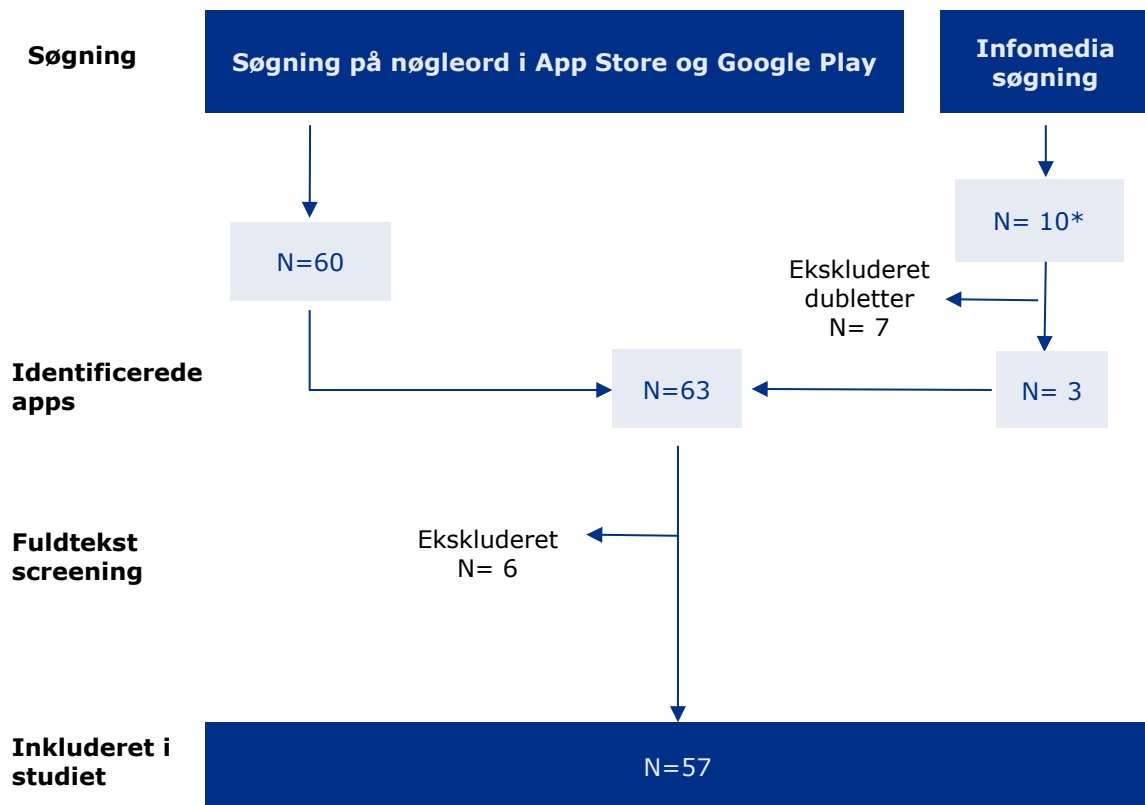 Søgning
Søgning på nøgleord i App Store og Google Play
Infomedia
søgning
N=60
N= 10*
Ekskluderet
dubletter
N= 7
Identificerede
apps
N=63
N= 3
Fuldtekst
screening
Ekskluderet
N= 6
Inkluderet i
studiet
N=57